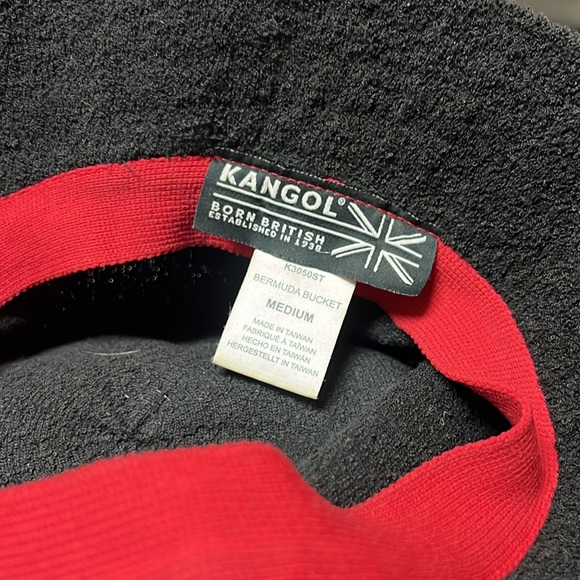 KANGOL®
BORN BRITISH
ESTABLISHED IN 1938
K3050ST
BERMUDA BUCKET
MEDIUM
MADE IN TAIWAN
FABRIQUÉ À TAIWAN
HECHO EN TAIWÁN
HERGESTELLT IN TAIWAN